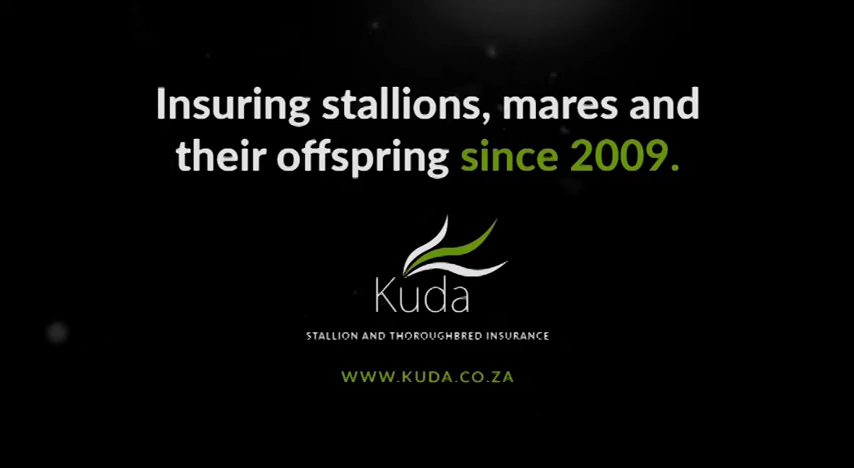 Insuring stallions, mares and
their offspring since 2009.
Kuda
STALLION AND THOROUGHBRED INSURANCE
WWW.KUDA.CO.ZA